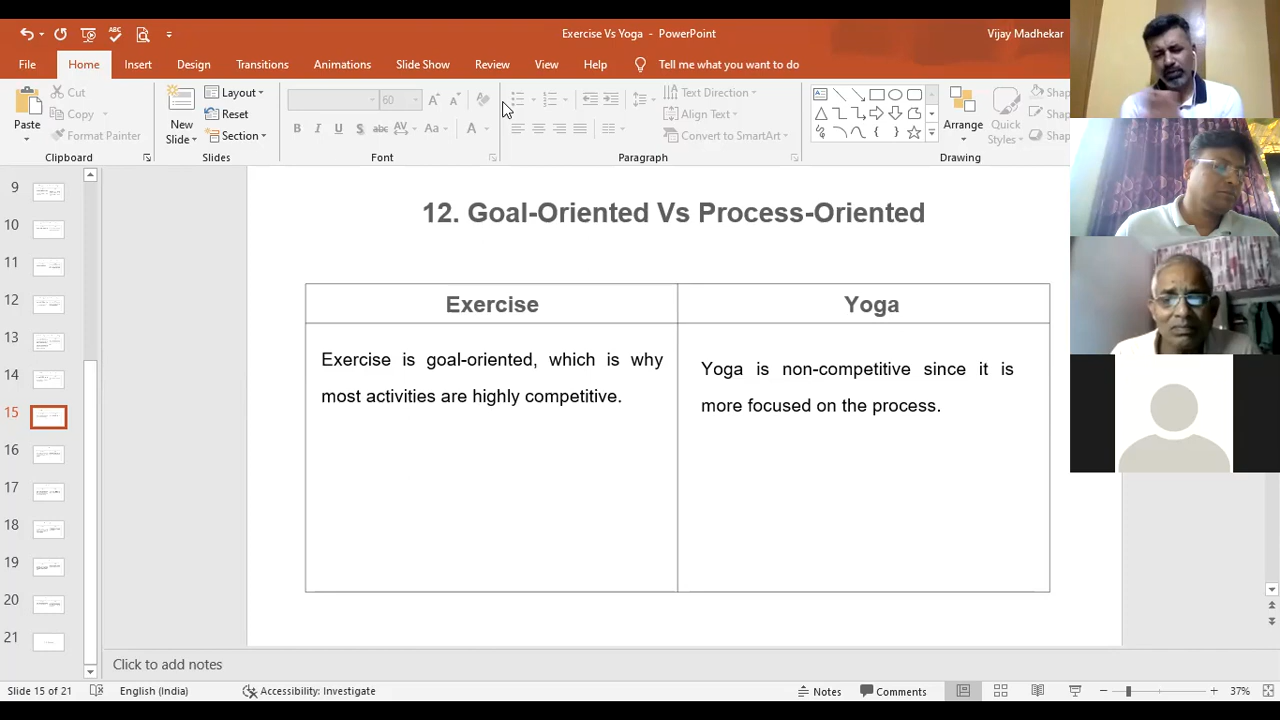 Exercise Vs Yoga - PowerPoint
Vijay Madhekar
File Home Insert Design Transitions Animations Slide Show Review View Help Tell me what you want to do
Paste
Cut
Copy
Format Painter
Clipboard
New
Slide
Layout
Reset
Section
Slides
60
B I U S abc AV Aa A
Font
Text Direction
Align Text
Convert to SmartArt
Paragraph
Arrange
Quick
Styles
Drawing
9
10
11
12
13
14
15
16
17
18
19
20
21
12. Goal-Oriented Vs Process-Oriented
Exercise
Exercise is goal-oriented, which is why
most activities are highly competitive.
Yoga
Yoga is non-competitive since it is
more focused on the process.
Click to add notes
Slide 15 of 21 English (India) Accessibility: Investigate Notes Comments 37%